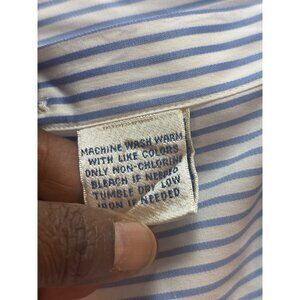 MACHINE WASH WARM
WITH LIKE COLORS
ONLY NON-CHLORINE
BLEACH IF NEEDED
TUMBLE DRY LOW
IRON IF NEEDED